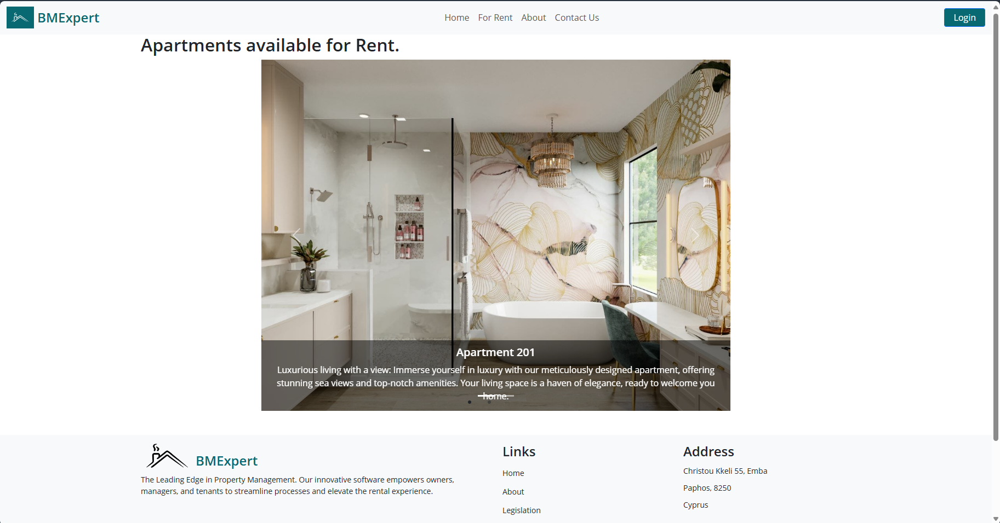 BMExpert
Home
For Rent
About
Contact Us
Login
Apartments available for Rent.
Apartment 201
Luxurious living with a view: Immerse yourself in luxury with our meticulously designed apartment, offering
stunning sea views and top-notch amenities. Your living space is a haven of elegance, ready to welcome you
home.
BMExpert
The Leading Edge in Property Management. Our innovative software empowers owners,
managers, and tenants to streamline processes and elevate the rental experience.
Links
Home
About
Legislation
Address
Christou Kkeli 55, Emba
Paphos, 8250
Cyprus